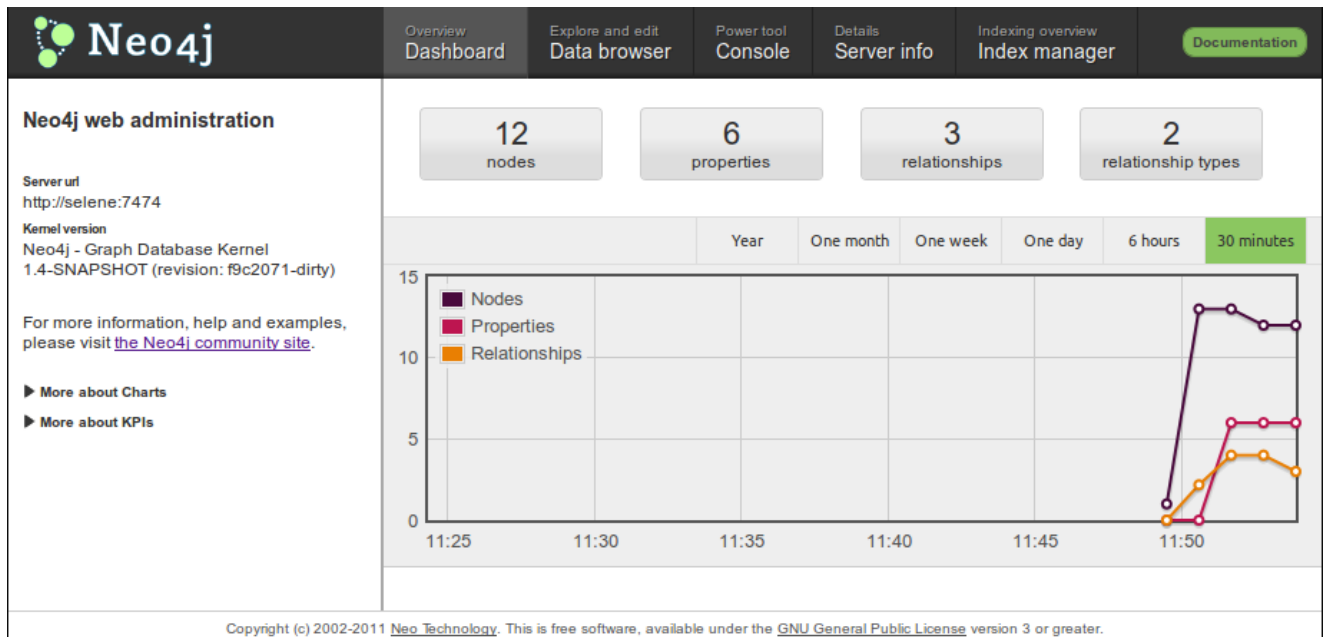 Neo4j
Overview
Dashboard
Explore and edit
Data browser
Power tool
Console
Details
Server info
Indexing overview
Index manager
Documentation
Neo4j web administration
Server url
http://selene:7474
Kernel version
Neo4j - Graph Database Kernel
1.4-SNAPSHOT (revision: f9c2071-dirty)
For more information, help and examples,
please visit the Neo4j community site.
More about Charts
More about KPIs
12
nodes
6
properties
3
relationships
2
relationship types
Year
One month
One week
One day
6 hours
30 minutes
15
10
5
0
Nodes
Properties
Relationships
11:25
11:30
11:35
11:40
11:45
11:50
Copyright (c) 2002-2011 Neo Technology. This is free software, available under the GNU General Public License version 3 or greater.